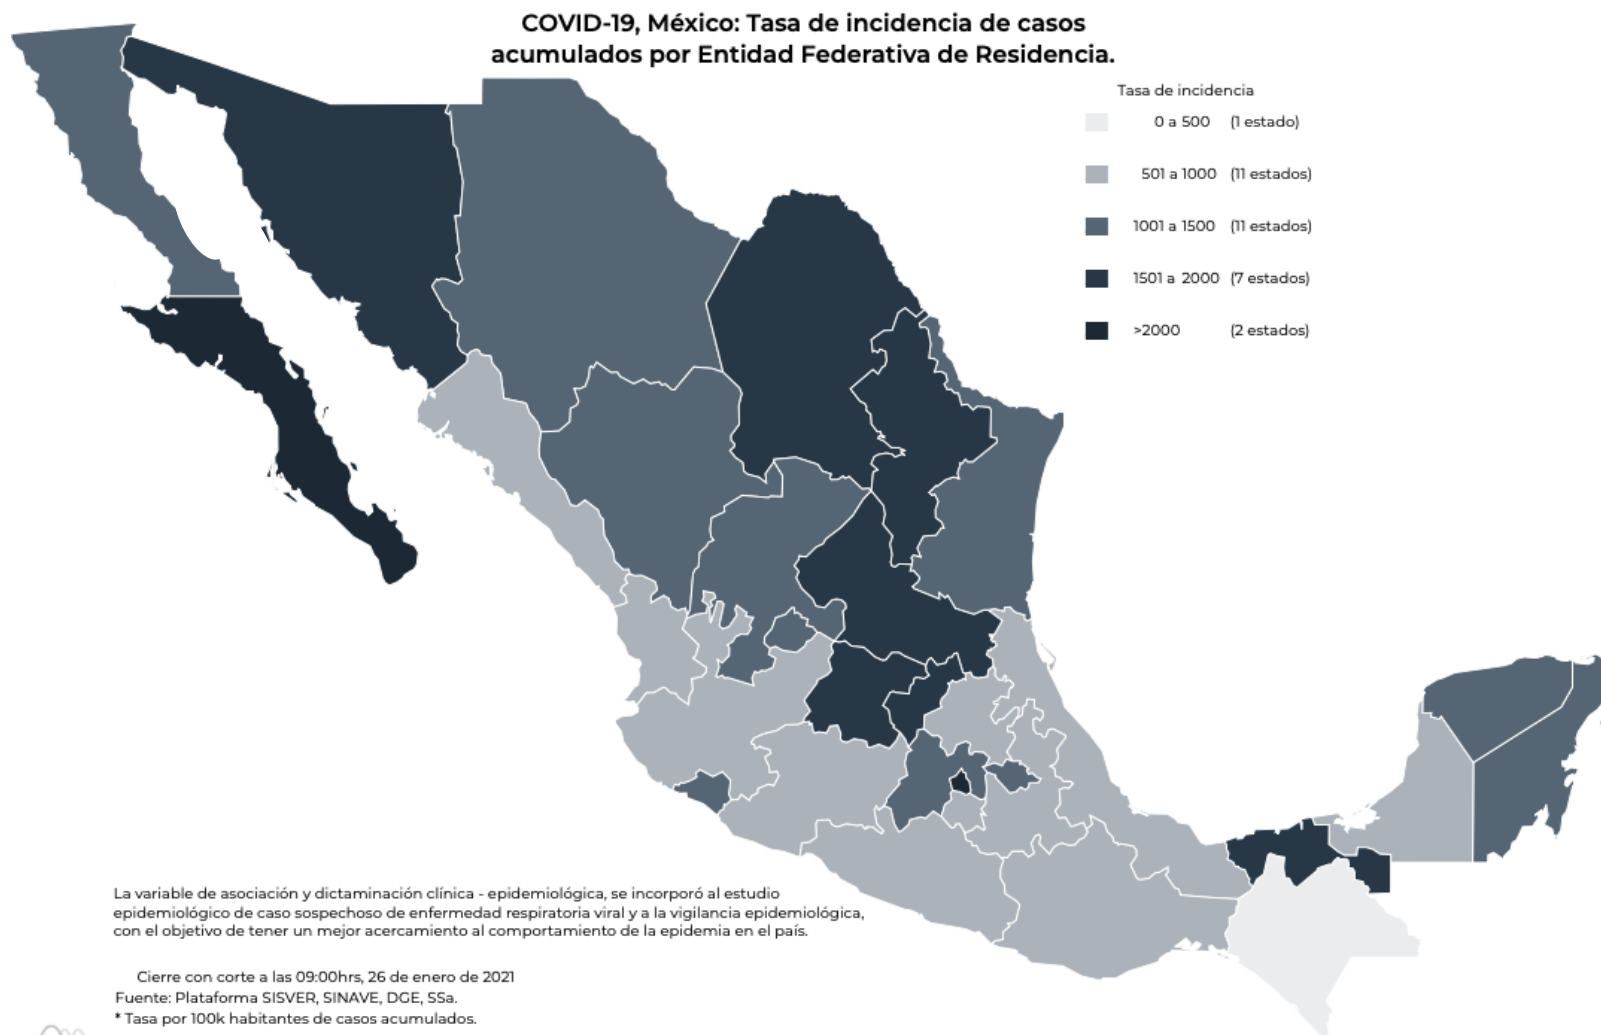 COVID-19, México: Tasa de incidencia de casos
acumulados por Entidad Federativa de Residencia.
Tasa de incidencia
0 a 500 (1 estado)
501 a 1000 (11 estados)
1001 a 1500 (11 estados)
1501 a 2000 (7 estados)
>2000 (2 estados)
La variable de asociación y dictaminación clínica - epidemiológica, se incorporó al estudio
epidemiológico de caso sospechoso de enfermedad respiratoria viral y a la vigilancia epidemiológica,
con el objetivo de tener un mejor acercamiento al comportamiento de la epidemia en el país.
Cierre con corte a las 09:00hrs, 26 de enero de 2021
Fuente: Plataforma SISVER, SINAVE, DGE, SSa.
* Tasa por 100k habitantes de casos acumulados.